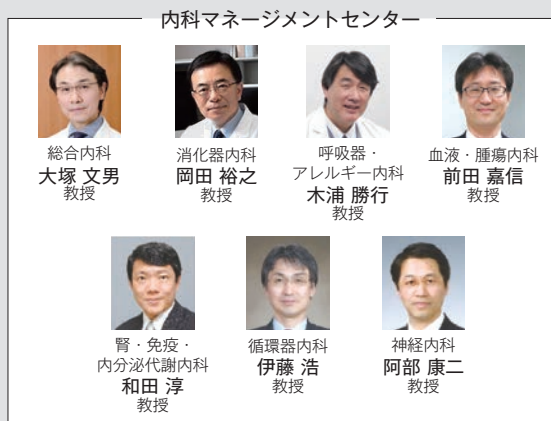 内科マネージメントセンター
総合内科
大塚 文男
教授
消化器内科
岡田 裕之
教授
呼吸器・
アレルギー内科
木浦 勝行
教授
血液・腫瘍内科
前田 嘉信
教授
腎・免疫・
内分泌代謝内科
和田 淳
教授
循環器内科
伊藤 浩
教授
神経内科
阿部 康二
教授